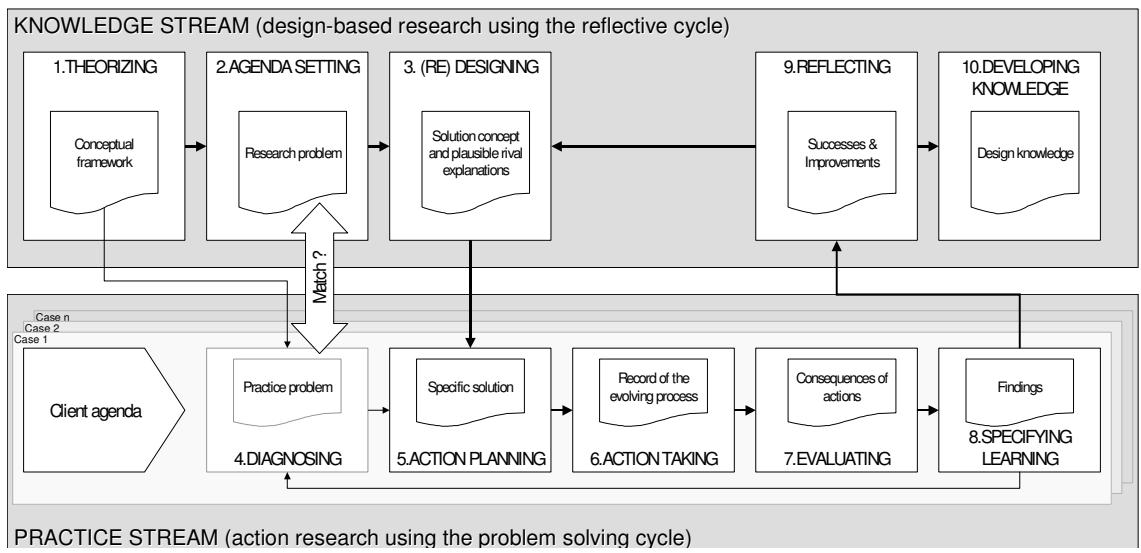 KNOWLEDGE STREAM (design-based research using the reflective cycle)
1.THEORIZING
Conceptual
framework
2.AGENDA SETTING
Research problem
3. (RE) DESIGNING
Solution concept
and plausible rival
explanations
9.REFLECTING
Successes &
Improvements
10.DEVELOPING
KNOWLEDGE
Design knowledge
Match ?
Case n
Case 2
Case 1
Client agenda
Practice problem
4.DIAGNOSING
Specific solution
5.ACTION PLANNING
Record of the
evolving process
6.ACTION TAKING
Consequences of
actions
7.EVALUATING
Findings
8.SPECIFYING
LEARNING
PRACTICE STREAM (action research using the problem solving cycle)